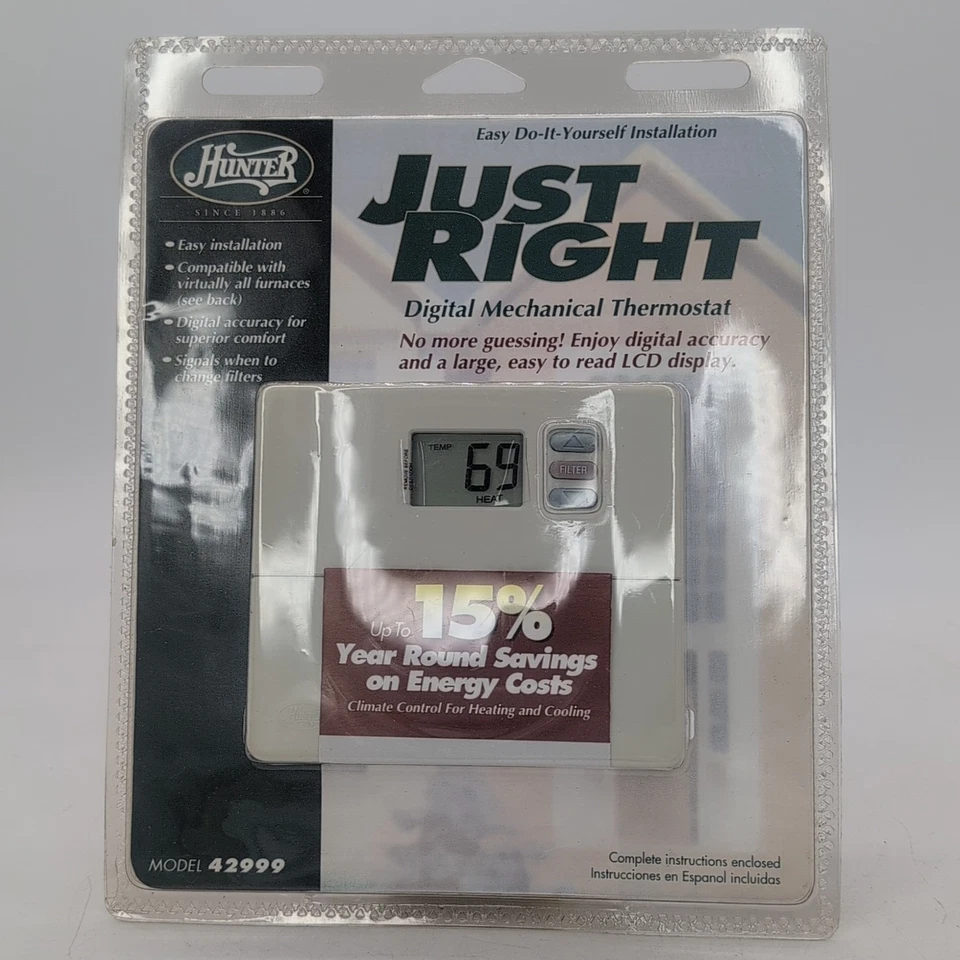 Easy Do-It-Yourself Installation
HUNTER
®
SINCE 1886
JUST
RIGHT
Digital Mechanical Thermostat
No more guessing! Enjoy digital accuracy
and a large, easy to read LCD display.
• Easy installation
• Compatible with
virtually all furnaces
(see back)
• Digital accuracy for
superior comfort
• Signals when to
change filters
TEMP
69
HEAT
FILTER
Up To 15%
Year Round Savings
on Energy Costs
Climate Control For Heating and Cooling
MODEL 42999
Complete instructions enclosed
Instrucciones en Espanol incluidas